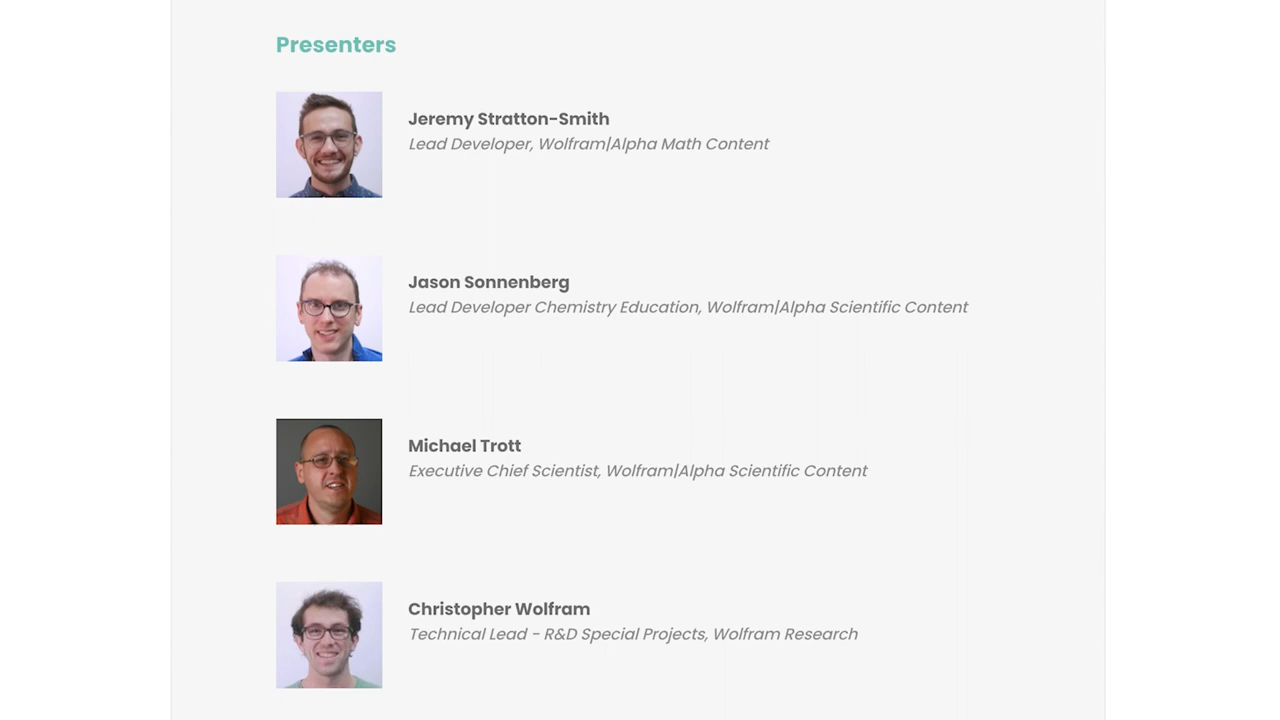 Presenters
Jeremy Stratton-Smith
Lead Developer, Wolfram|Alpha Math Content
Jason Sonnenberg
Lead Developer Chemistry Education, Wolfram|Alpha Scientific Content
Michael Trott
Executive Chief Scientist, Wolfram|Alpha Scientific Content
Christopher Wolfram
Technical Lead - R&D Special Projects, Wolfram Research